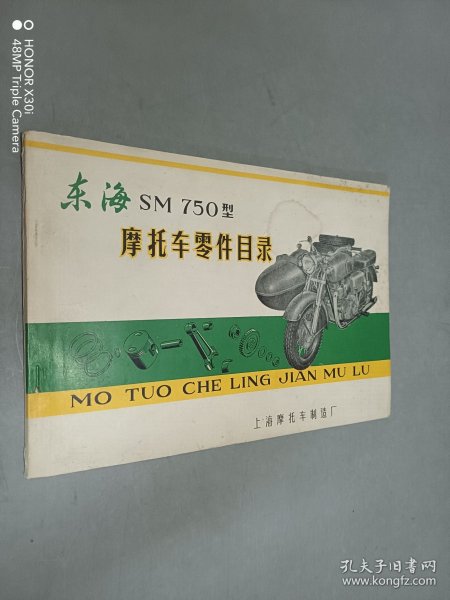 HONOR X30i
48MP Triple Camera
东海 SM 750型
摩托车零件目录
MO TUO CHE LING JIAN MU LU
上海摩托车制造厂
孔夫子旧书网
www.kongfz.com